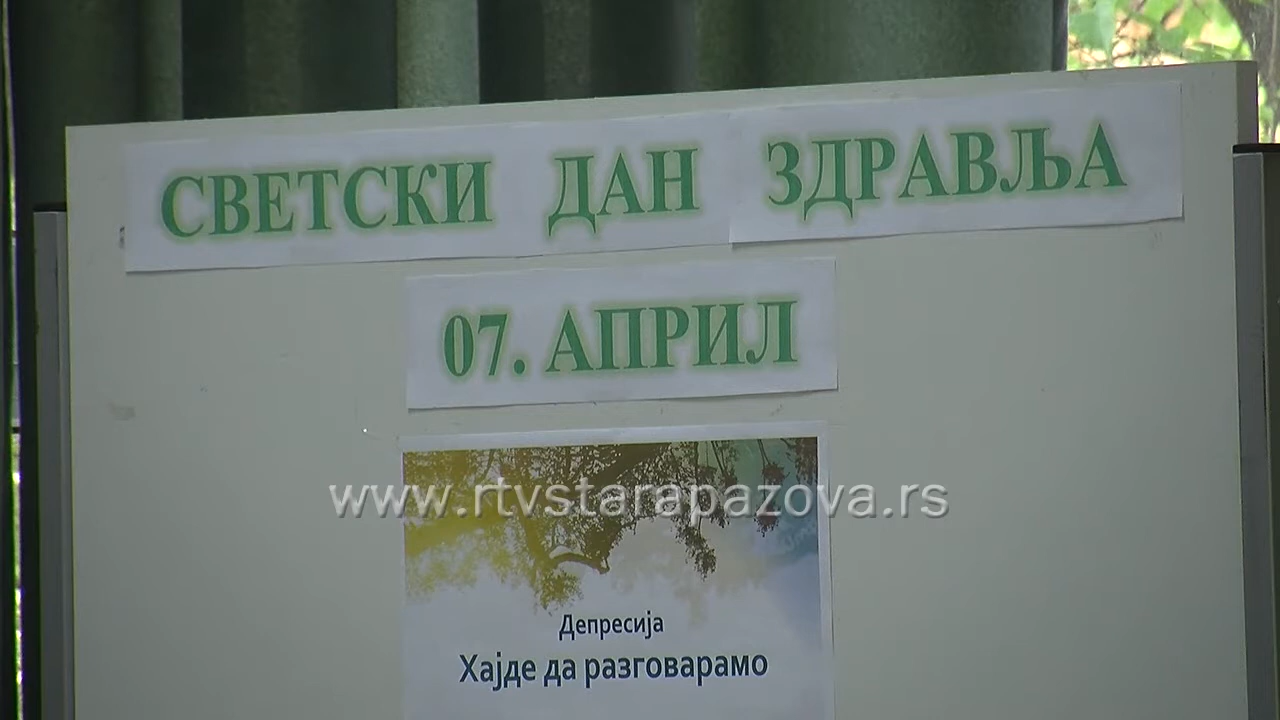 СВЕТСКИ ДАН ЗДРАВЉА
07. АПРИЛ
www.rtvstarapazova.rs
Депресија
Хајде да разговарамо